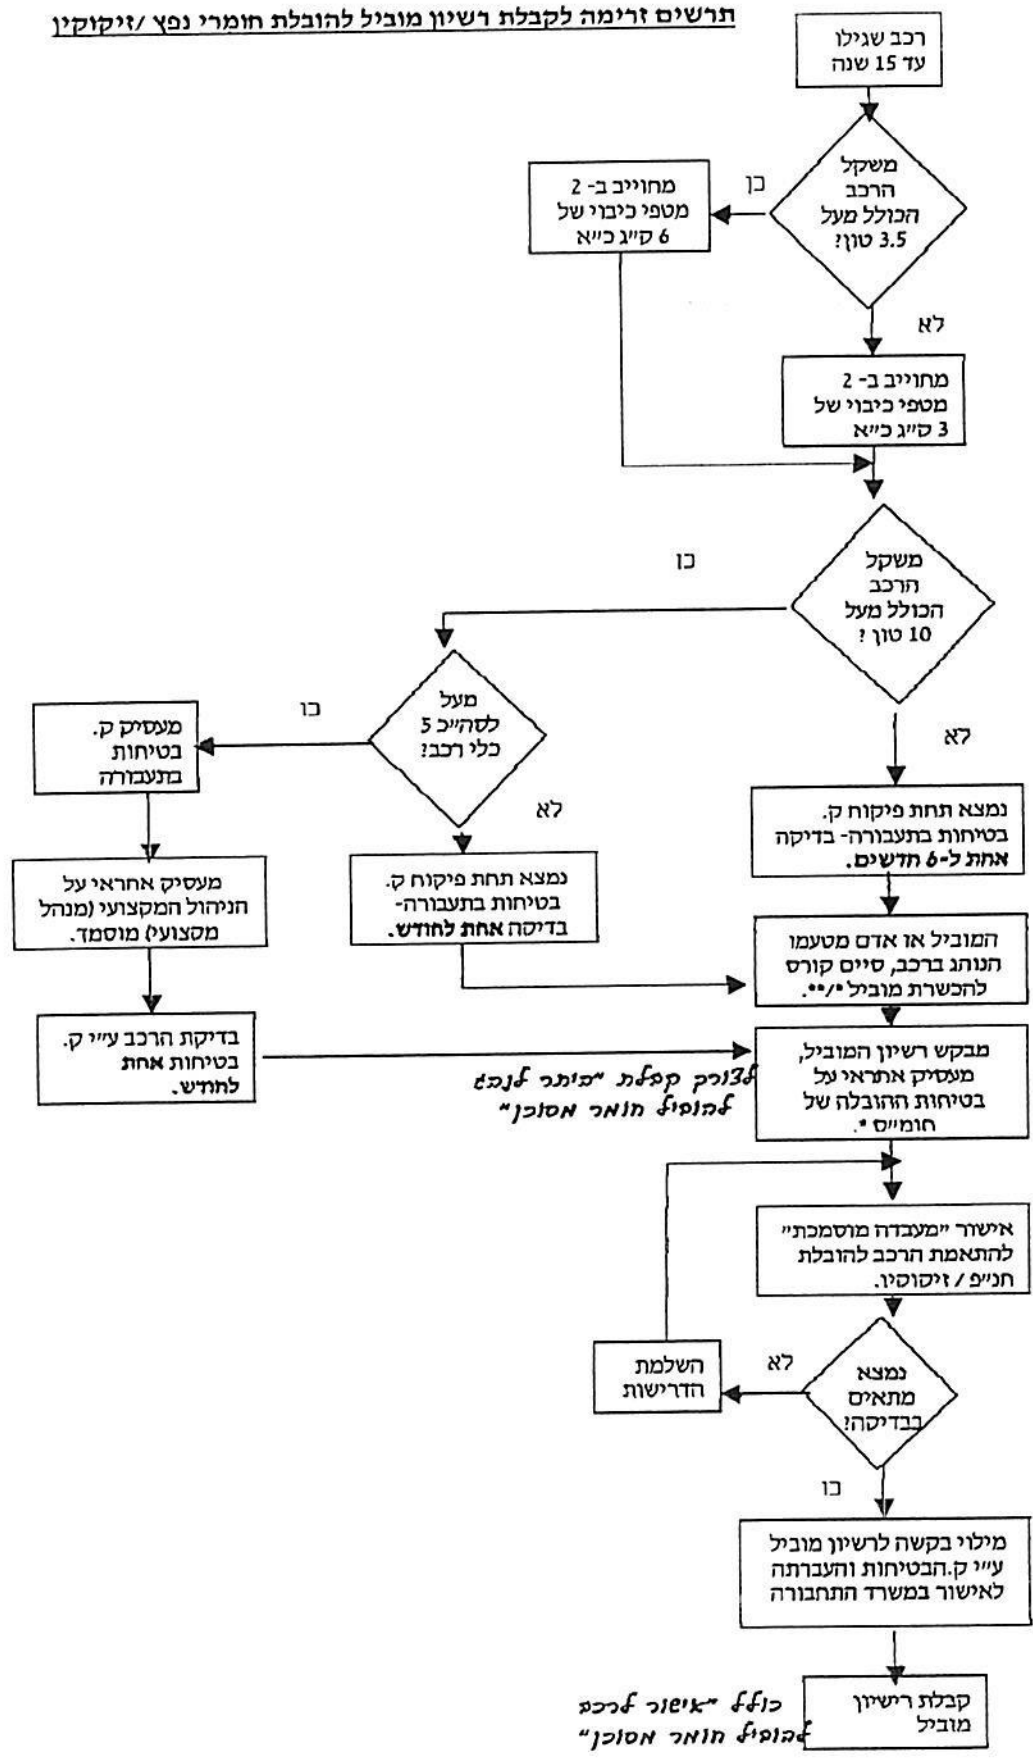 תרשים זרימה לקבלת רשיון מוביל להובלת חומרי נפץ /זיקוקין
רכב שגילו
עד 15 שנה
משקל
הרכב
הכולל מעל
3.5 טון?
כן
מחוייב ב- 2
מטפי כיבוי של
6 ק״ג כ״א
לא
מחוייב ב- 2
מטפי כיבוי של
3 ק״ג כ״א
משקל
הרכב
הכולל מעל
10 טון ?
כן
מעל
לסה״כ 5
כלי רכב?
כן
מעסיק ק.
בטיחות
בתעבורה
מעסיק אחראי על
הניהול המקצועי (מנהל
מקצועי) מוסמך.
בדיקת הרכב ע״י ק.
בטיחות אחת
לחודש.
לא
נמצא תחת פיקוח ק.
בטיחות בתעבורה-
בדיקה אחת לחודש.
לא
נמצא תחת פיקוח ק.
בטיחות בתעבורה- בדיקה
אחת ל-6 חדשים.
המוביל או אדם מטעמו
הנוהג ברכב, סיים קורס
להכשרת מוביל */**.
מבקש רשיון המוביל,
מעסיק אחראי על
בטיחות ההובלה של
חומ״ס *.
לצורך קבלת "היתר לנהג
להוביל חומר מסוכן"
אישור "מעבדה מוסמכת"
להתאמת הרכב להובלת
חנ״פ / זיקוקין.
נמצא
מתאים
בבדיקה?
לא
השלמת
הדרישות
כן
מילוי בקשה לרשיון מוביל
ע״י ק.הבטיחות והעברתה
לאישור במשרד התחבורה
קבלת רישיון
מוביל
כולל "אישור לרכב
להוביל חומר מסוכן"